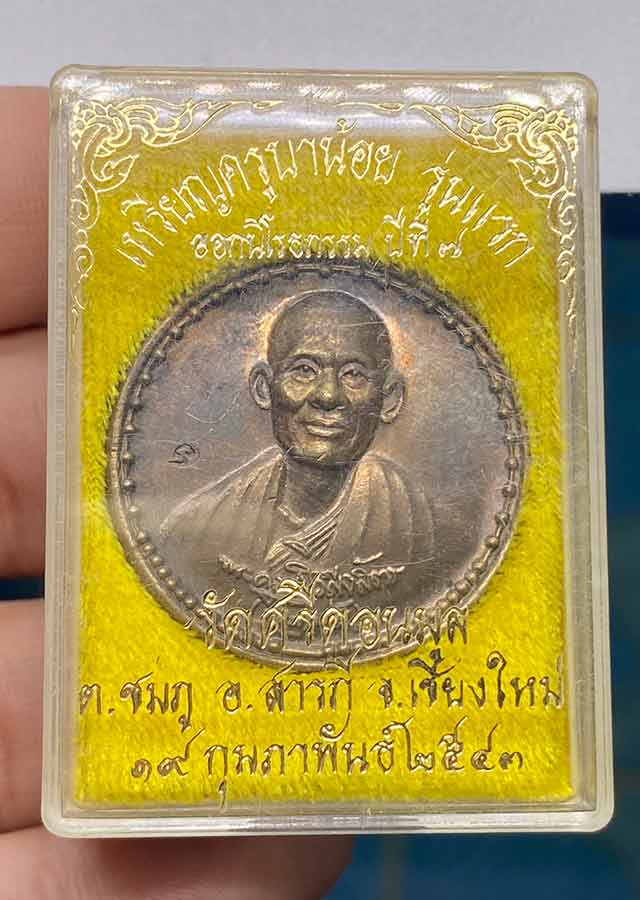 เหรียญครูบาน้อย รุ่นแรก
ออกนิโรธกรรม ปีที่ ๗
วัดศรีดอนมูล
ต.ชมภู อ.สารภี จ.เชียงใหม่
๑๙ กุมภาพันธ์ ๒๕๔๓